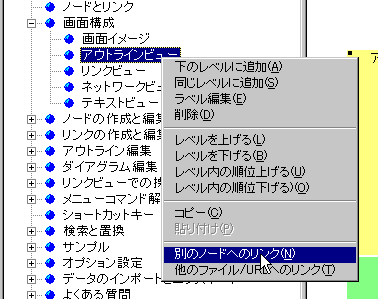 ノードとリンク
画面構成
画面イメージ
アウトラインビュー
リンクビュー
ネットワークビ
テキストビュー
ノードの作成と編集
リンクの作成と編
アウトライン編集
ダイアグラム編集
リンクビューでの換
メニューコマンド解
ショートカットキー
検索と置換
サンプル
オプション設定
データのインポート
よくある質問
下のレベルに追加(A)
同じレベルに追加(S)
ラベル編集(E)
削除(D)
レベルを上げる(L)
レベルを下げる(B)
レベル内の順位上げる(U)
レベル内の順位下げる)(O)
コピー(C)
貼り付け(P)
別のノードへのリンク(N)
他のファイル/URLへのリンク(T)